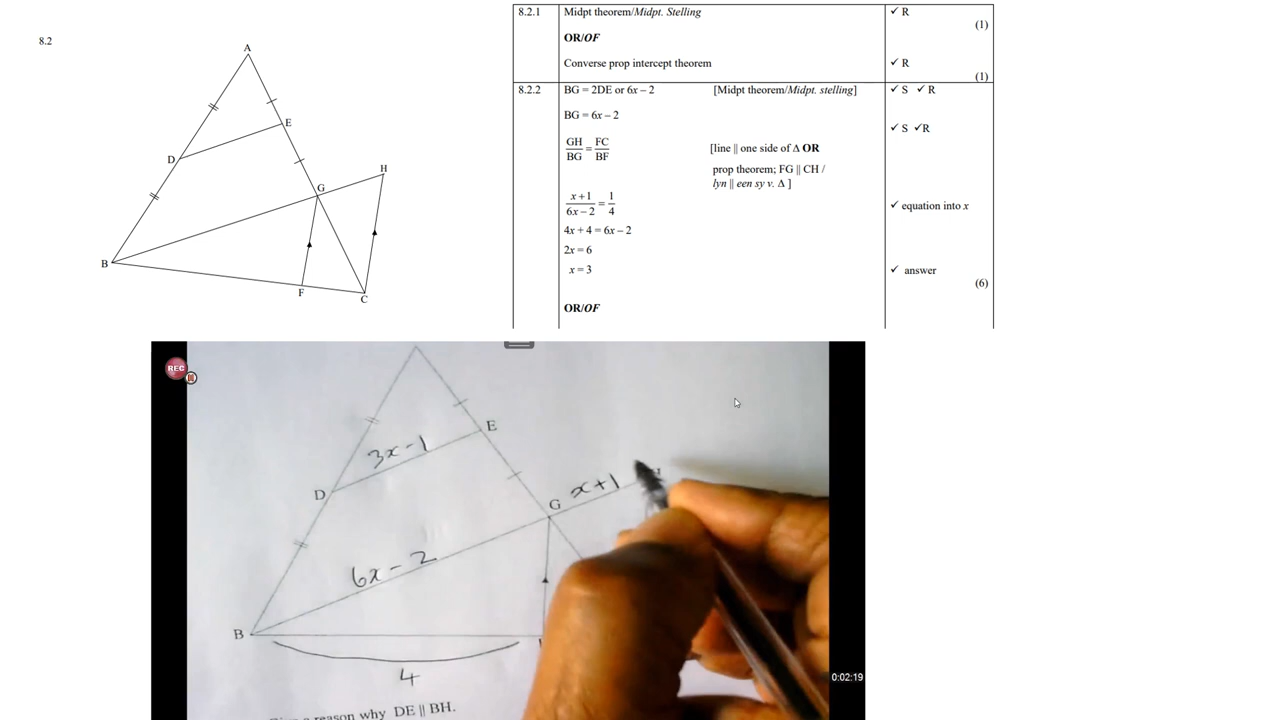 8.2
A
D
E
G
H
B
F
C
8.2.1 Midpt theorem/Midpt. Stelling ✓ R
(1)
OR/OF
Converse prop intercept theorem ✓ R
(1)
8.2.2 BG = 2DE or 6x – 2 [Midpt theorem/Midpt. stelling] ✓ S ✓ R
BG = 6x – 2
✓ S ✓R
GH/BG = FC/BF [line || one side of Δ OR
prop theorem; FG || CH /
lyn || een sy v. Δ ]
x + 1/6x – 2 = 1/4 ✓ equation into x
4x + 4 = 6x – 2
2x = 6
x = 3 ✓ answer
(6)
OR/OF
REC
E
3x - 1
D
G x+1
6x - 2
B
4
0:02:19
reason why DE || BH.